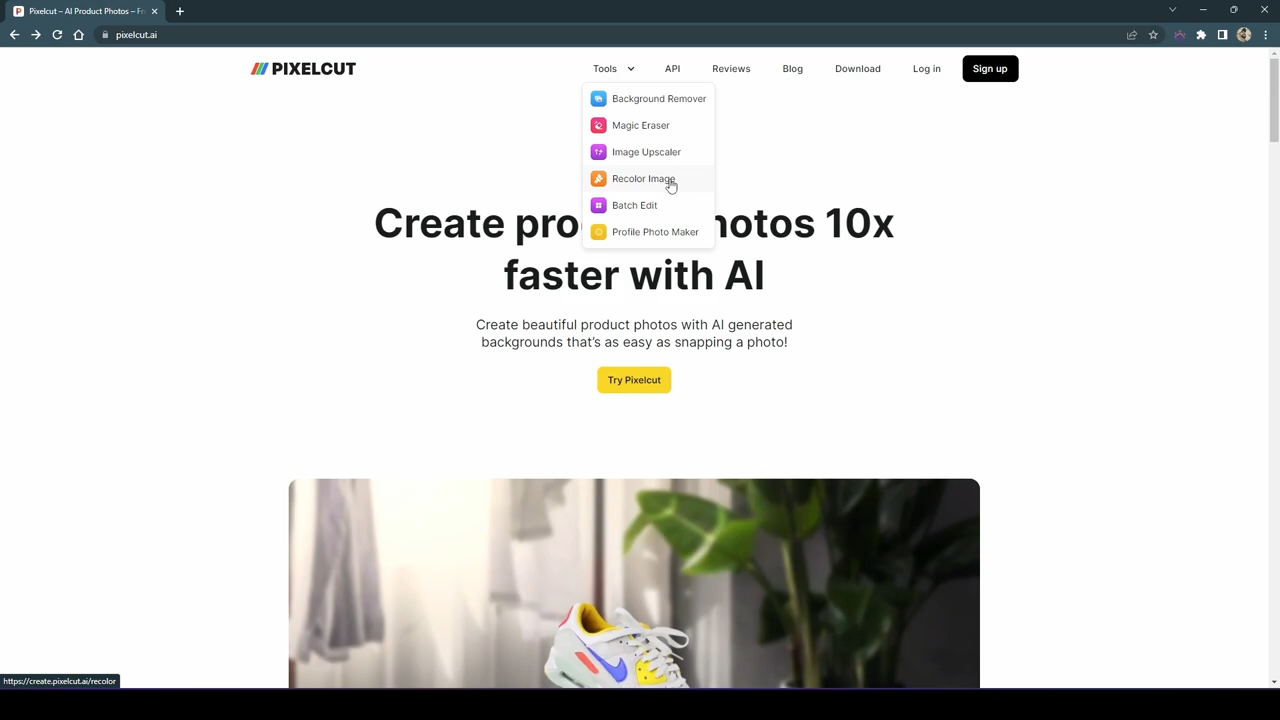 Pixelcut – AI Product Photos – Fr
pixelcut.ai
PIXELCUT
Tools
API
Reviews
Blog
Download
Log in
Sign up
Background Remover
Magic Eraser
Image Upscaler
Recolor Image
Batch Edit
Profile Photo Maker
Create pro hotos 10x
faster with AI
Create beautiful product photos with AI generated
backgrounds that's as easy as snapping a photo!
Try Pixelcut
https://create.pixelcut.ai/recolor